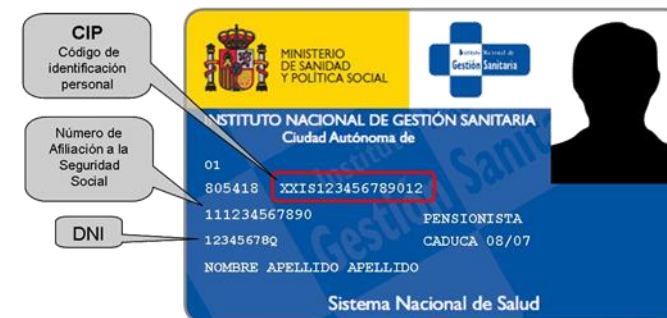 CIP
Código de
identificación
personal
Número de
Afiliación a la
Seguridad
Social
DNI
MINISTERIO
DE SANIDAD
Y POLÍTICA SOCIAL
Gestión Sanitaria
INSTITUTO NACIONAL DE GESTIÓN SANITARIA
Ciudad Autónoma de
01
805418 XXIS123456789012
111234567890 PENSIONISTA
12345678Q CADUCA 08/07
NOMBRE APELLIDO APELLIDO
Sistema Nacional de Salud